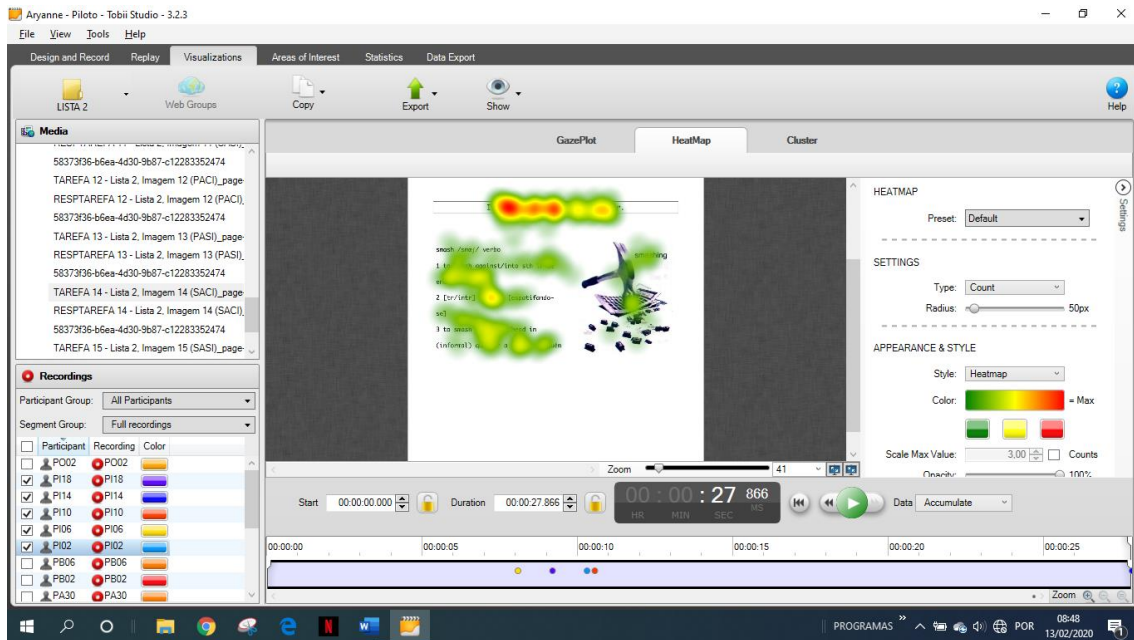 Aryanne - Piloto - Tobii Studio - 3.2.3
File View Tools Help
Design and Record Replay Visualizations Areas of Interest Statistics Data Export
LISTA 2 Web Groups Copy Export Show Help
Media
58373f36-b6ea-4d30-9b87-c12283352474
TAREFA 12 - Lista 2, Imagem 12 (PACI)_page-
RESPTAREFA 12 - Lista 2, Imagem 12 (PACI)_
58373f36-b6ea-4d30-9b87-c12283352474
TAREFA 13 - Lista 2, Imagem 13 (PASI)_page-
RESPTAREFA 13 - Lista 2, Imagem 13 (PASI)_
58373f36-b6ea-4d30-9b87-c12283352474
TAREFA 14 - Lista 2, Imagem 14 (SACI)_page-
RESPTAREFA 14 - Lista 2, Imagem 14 (SACI)_
58373f36-b6ea-4d30-9b87-c12283352474
TAREFA 15 - Lista 2, Imagem 15 (SASI)_page-
Recordings
Participant Group: All Participants
Segment Group: Full recordings
Participant Recording Color
PO02 PO02
PI18 PI18
PI14 PI14
PI10 PI10
PI06 PI06
PI02 PI02
PB06 PB06
PB02 PB02
PA30 PA30
GazePlot HeatMap Cluster
smash verbo
2 [tr/intr]
3 to smash in
(informal)
HEATMAP
Preset: Default
SETTINGS
Type: Count
Radius: 50px
APPEARANCE & STYLE
Style: Heatmap
Color: = Max
Scale Max Value: 3,00 Counts
Opacity: 100%
Settings
Zoom 41
Start 00:00:00.000 Duration 00:00:27.866 00 : 00 : 27 866 Data Accumulate
HR MIN SEC MS
00:00:00 00:00:05 00:00:10 00:00:15 00:00:20 00:00:25
Zoom
PROGRAMAS POR 08:48
13/02/2020